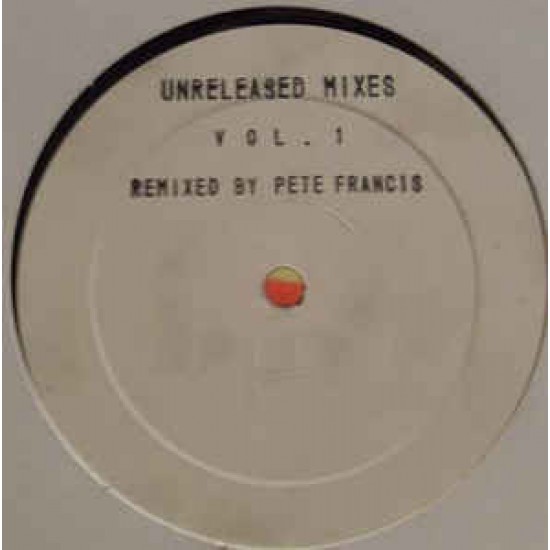 UNRELEASED MIXES
VOL. 1
REMIXED BY PETE FRANCIS